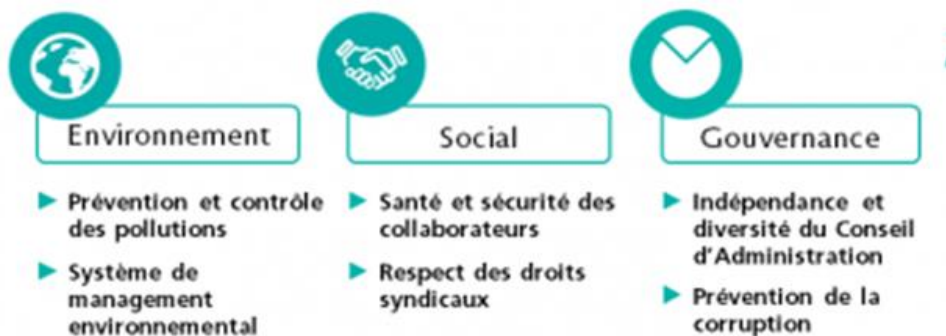 Environnement
Prévention et contrôle
des pollutions
Système de
management
environnemental
Social
Santé et sécurité des
collaborateurs
Respect des droits
syndicaux
Gouvernance
Indépendance et
diversité du Conseil
d'Administration
Prévention de la
corruption